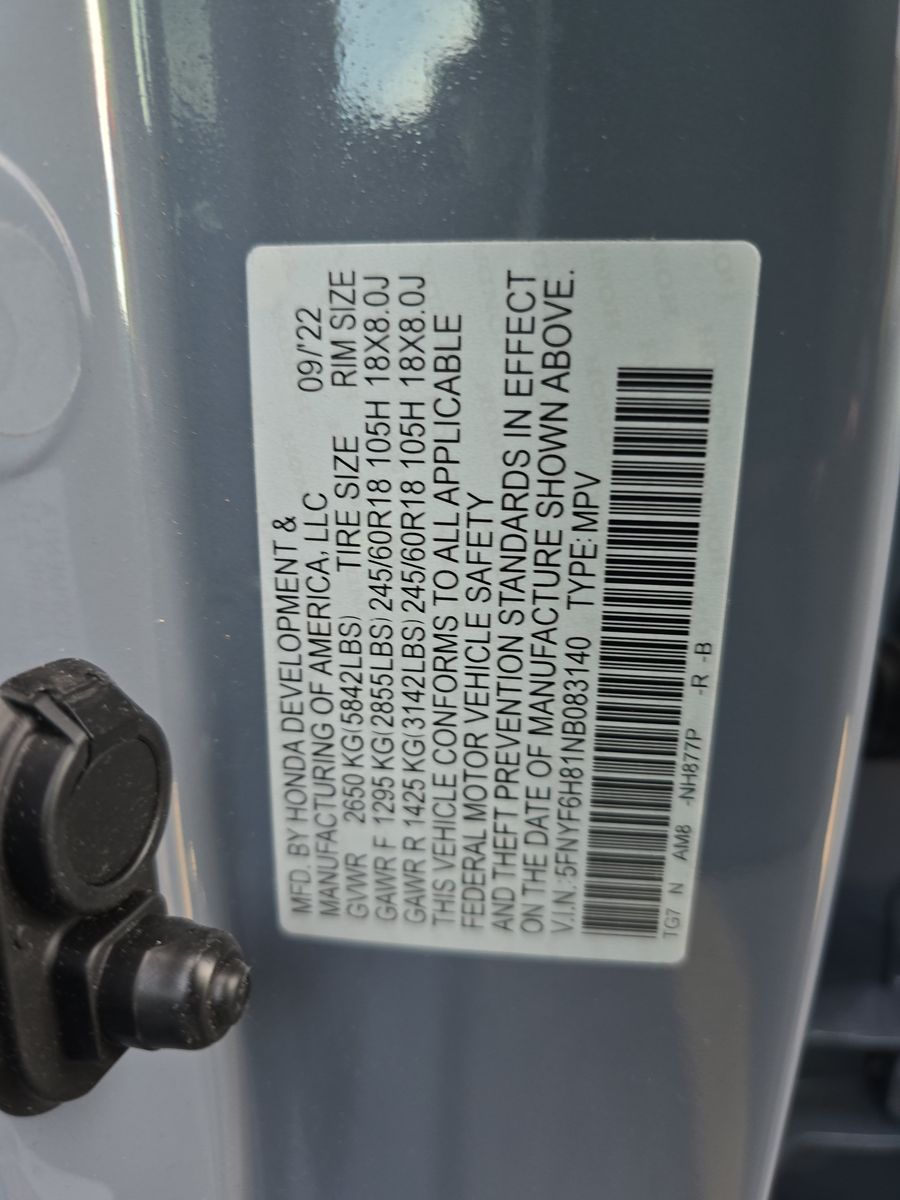 MFD. BY HONDA DEVELOPMENT &
MANUFACTURING OF AMERICA, LLC 09/'22
GVWR 2650 KG(5842LBS) TIRE SIZE RIM SIZE
GAWR F 1295 KG(2855LBS) 245/60R18 105H 18X8.0J
GAWR R 1425 KG(3142LBS) 245/60R18 105H 18X8.0J
THIS VEHICLE CONFORMS TO ALL APPLICABLE
FEDERAL MOTOR VEHICLE SAFETY
AND THEFT PREVENTION STANDARDS IN EFFECT
ON THE DATE OF MANUFACTURE SHOWN ABOVE.
V.I.N.:5FNYF6H81NB083140 TYPE: MPV
TG7 N AM8 -NH877P -R -B